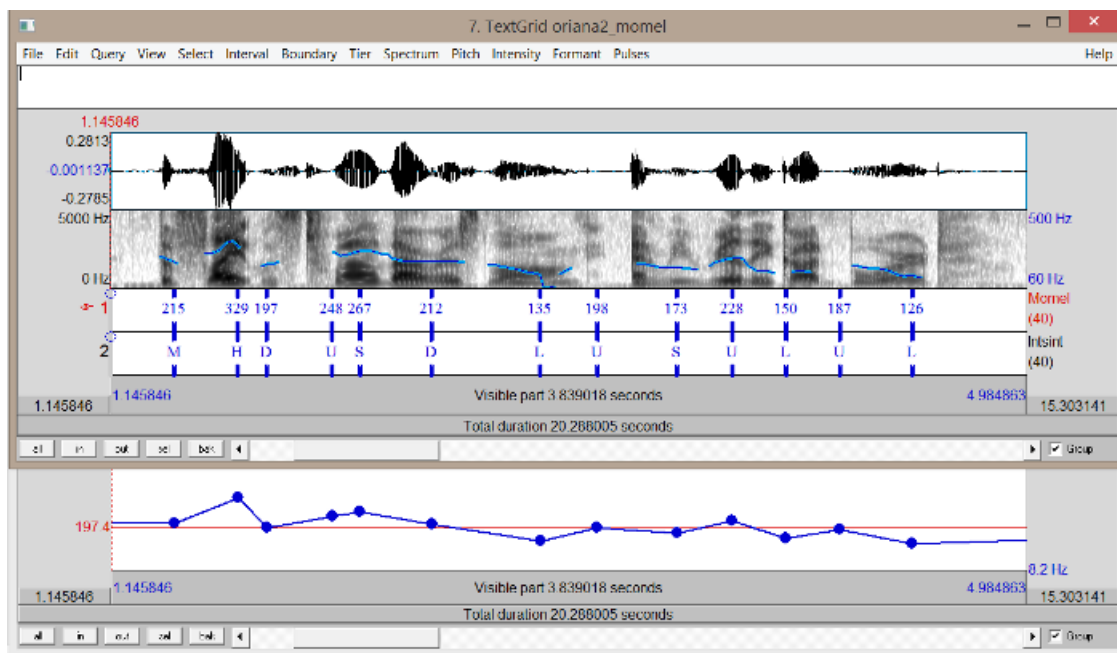 7. TextGrid oriana2_momel
File Edit Query View Select Interval Boundary Tier Spectrum Pitch Intensity Formant Pulses Help
1.145846
0.2813
-0.001137
-0.2785
5000 Hz 500 Hz
0 Hz 60 Hz
1 215 329 197 248 267 212 135 198 173 228 150 187 126 Momel
(40)
2 M H D U S D L U S U L U L Intsint
(40)
1.145846 Visible part 3.839018 seconds 4.984863
1.145846 15.303141
Total duration 20.288005 seconds
all in out sel bak Group
197.4
8.2 Hz
1.145846 Visible part 3.839018 seconds 4.984863
1.145846 15.303141
Total duration 20.288005 seconds
all in out sel bak Group